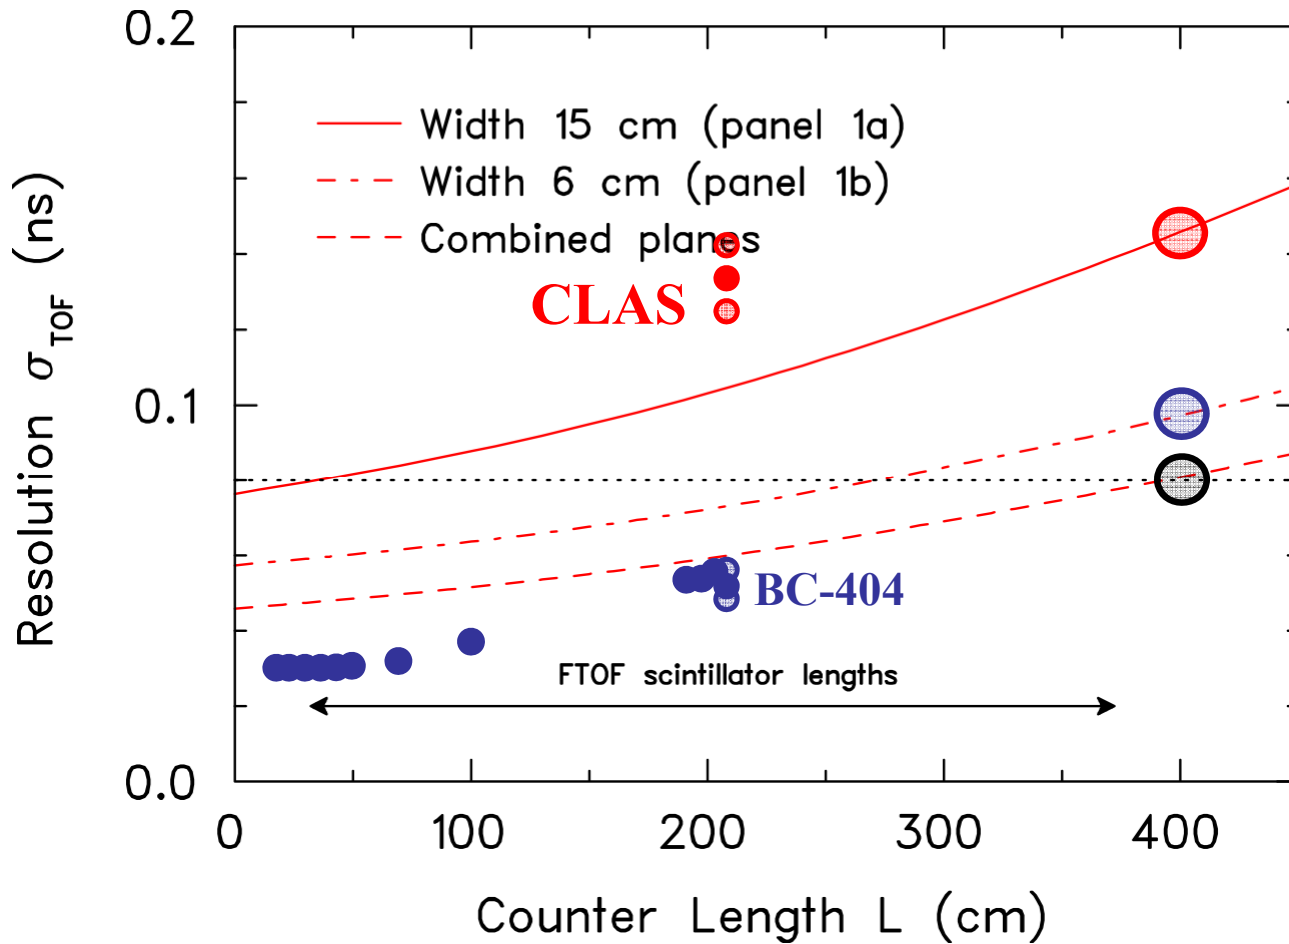 0.2
Width 15 cm (panel 1a)
Width 6 cm (panel 1b)
Combined planes
CLAS
Resolution σTOF (ns)
0.1
BC-404
FTOF scintillator lengths
0.0
0 100 200 300 400
Counter Length L (cm)